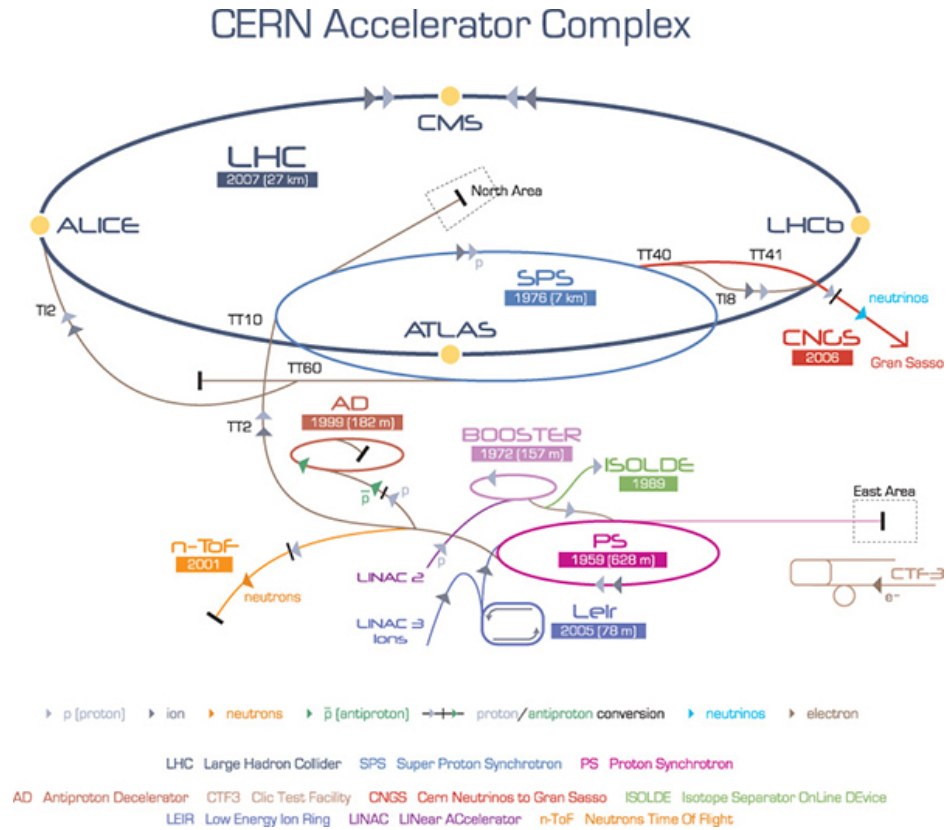 CERN Accelerator Complex
CMS
LHC
2007 (27 km)
North Area
ALICE
LHCb
p
TT40
TT41
SPS
1976 (7 km)
TI8
neutrinos
TI2
TT10
ATLAS
CNGS
2006
Gran Sasso
TT60
AD
1999 (182 m)
TT2
BOOSTER
1972 (157 m)
ISOLDE
1989
p̄
p
East Area
n-ToF
2001
PS
1959 (628 m)
LINAC 2
p
neutrons
CTF3
e-
LINAC 3
Ions
LeIr
2005 (78 m)
p (proton) ion neutrons p̄ (antiproton) proton/antiproton conversion neutrinos electron
LHC Large Hadron Collider SPS Super Proton Synchrotron PS Proton Synchrotron
AD Antiproton Decelerator CTF3 Clic Test Facility CNGS Cern Neutrinos to Gran Sasso ISOLDE Isotope Separator OnLine DEvice
LEIR Low Energy Ion Ring LINAC LINear ACcelerator n-ToF Neutrons Time Of Flight